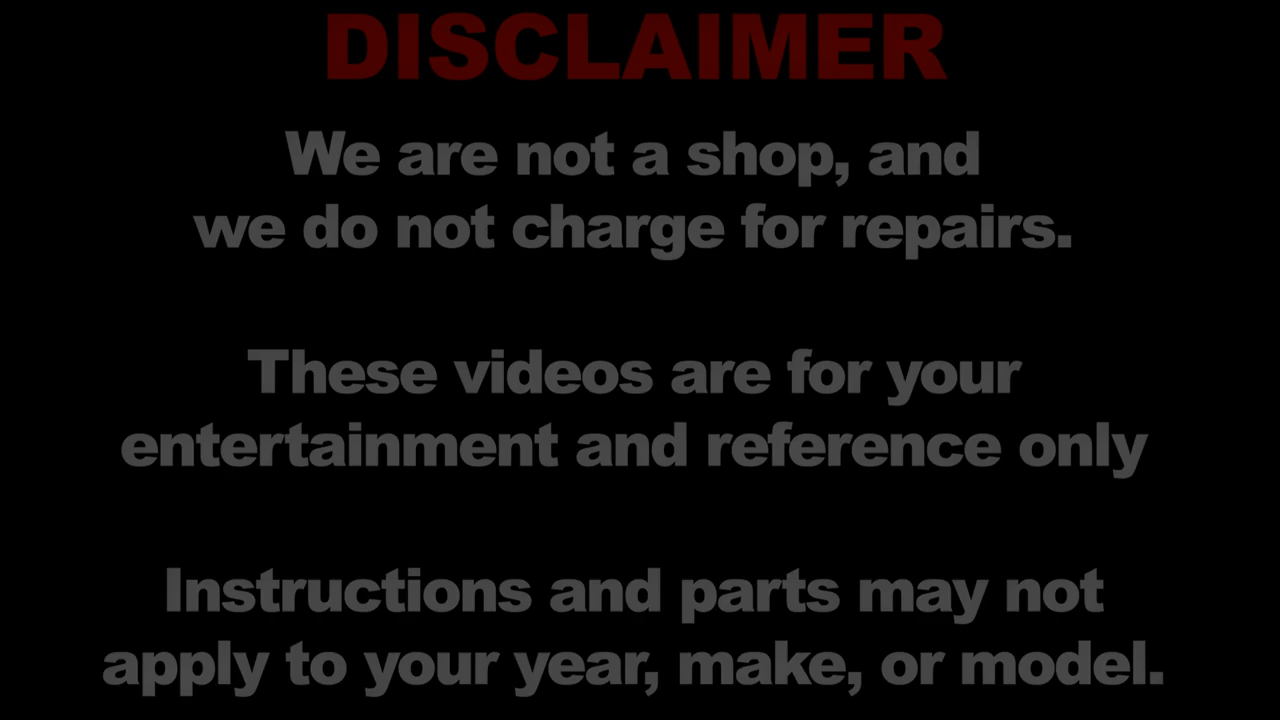 DISCLAIMER
We are not a shop, and
we do not charge for repairs.
These videos are for your
entertainment and reference only
Instructions and parts may not
apply to your year, make, or model.